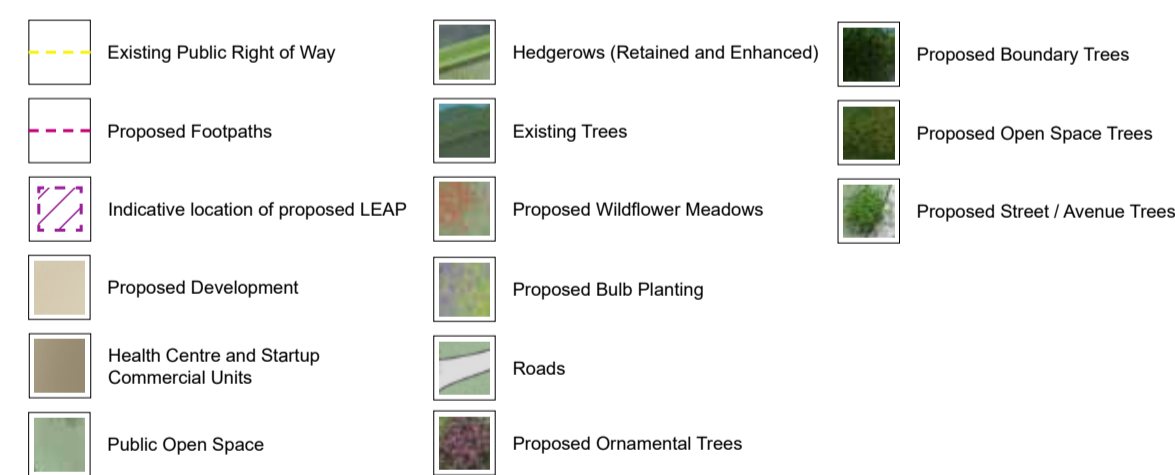 Existing Public Right of Way
Proposed Footpaths
Indicative location of proposed LEAP
Proposed Development
Health Centre and Startup
Commercial Units
Public Open Space
Hedgerows (Retained and Enhanced)
Existing Trees
Proposed Wildflower Meadows
Proposed Bulb Planting
Roads
Proposed Ornamental Trees
Proposed Boundary Trees
Proposed Open Space Trees
Proposed Street / Avenue Trees